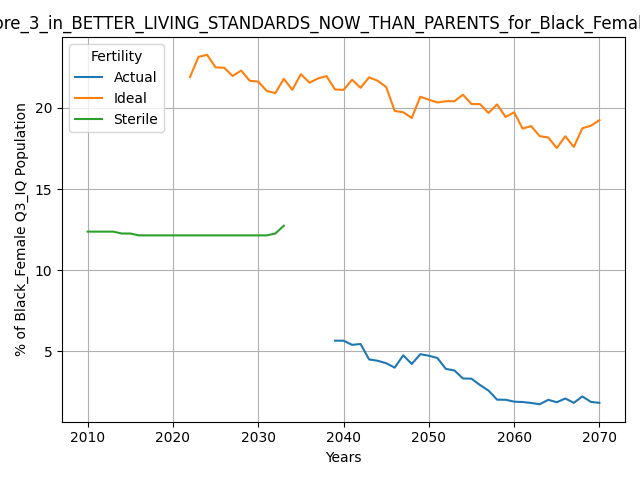 ore_3_in_BETTER_LIVING_STANDARDS_NOW_THAN_PARENTS_for_Black_Femal
Fertility
Actual
Ideal
Sterile
% of Black_Female Q3_IQ Population
20
15
10
5
2010 2020 2030 2040 2050 2060 2070
Years